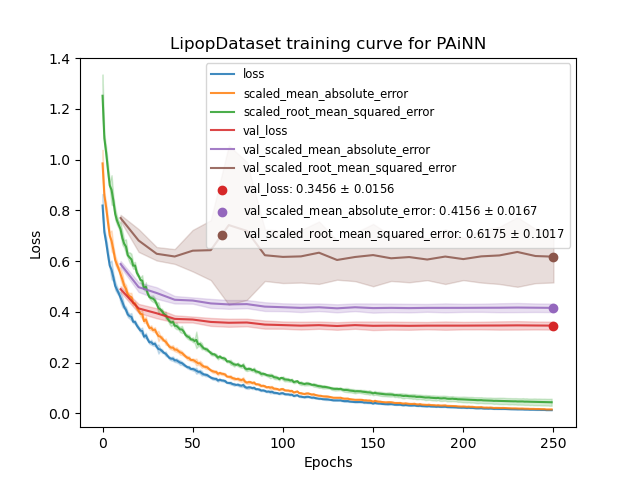 LipopDataset training curve for PAiNN
loss
scaled_mean_absolute_error
scaled_root_mean_squared_error
val_loss
val_scaled_mean_absolute_error
val_scaled_root_mean_squared_error
val_loss: 0.3456 ± 0.0156
val_scaled_mean_absolute_error: 0.4156 ± 0.0167
val_scaled_root_mean_squared_error: 0.6175 ± 0.1017
Loss
1.4
1.2
1.0
0.8
0.6
0.4
0.2
0.0
0 50 100 150 200 250
Epochs